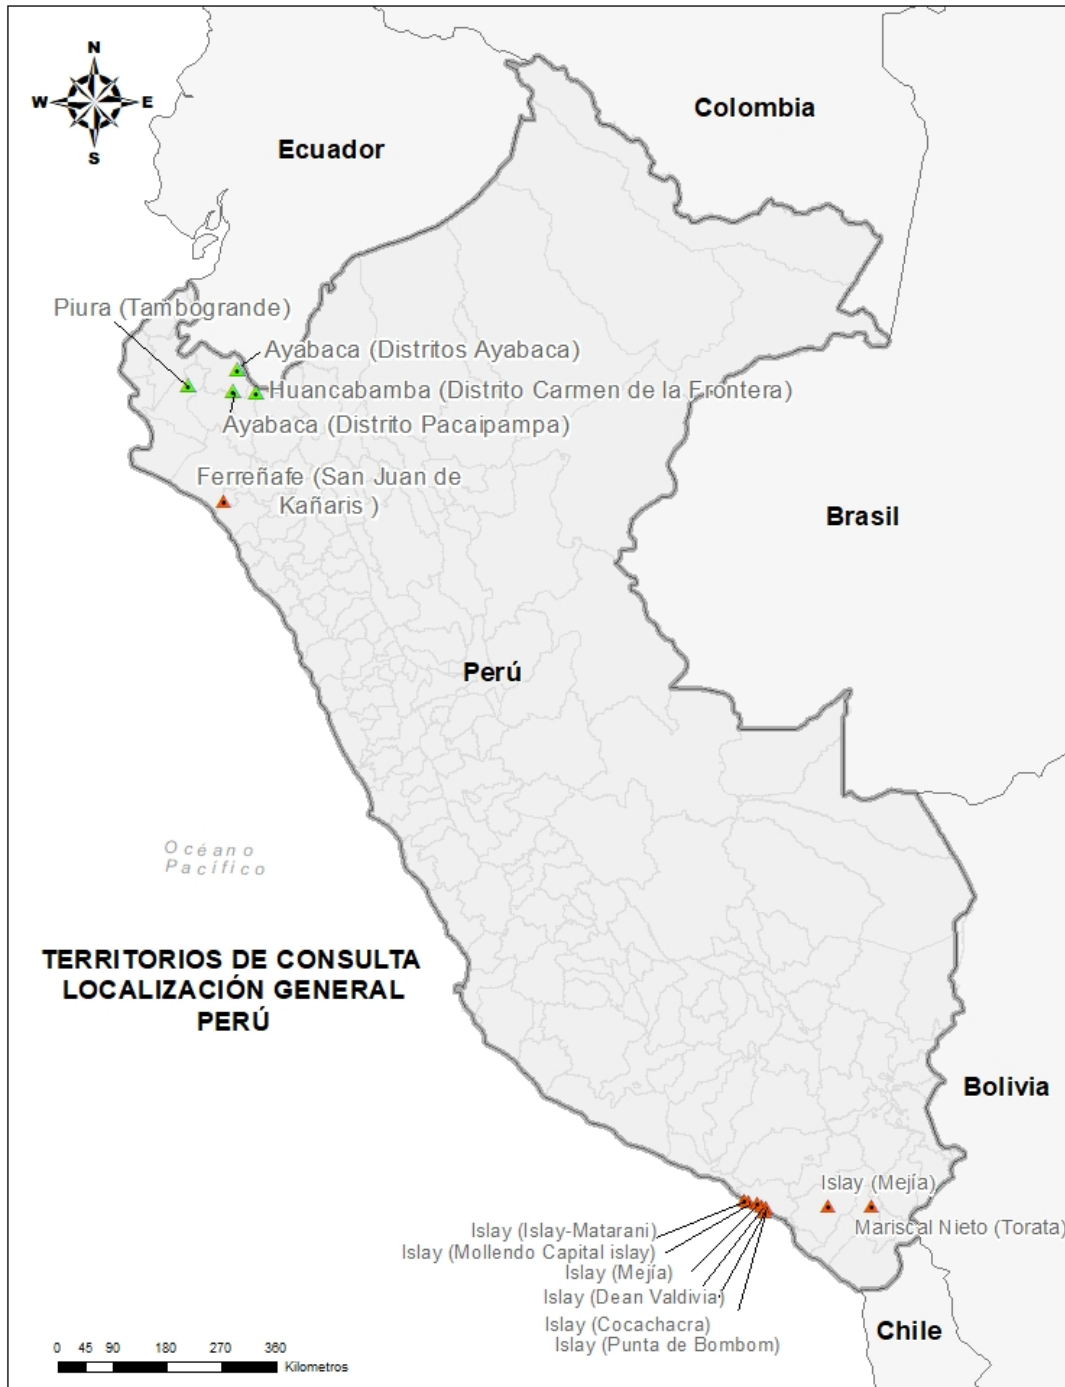 N
W E
S
Colombia
Ecuador
Piura (Tambogrande)
Ayabaca (Distritos Ayabaca)
Huancabamba (Distrito Carmen de la Frontera)
Ayabaca (Distrito Pacaipampa)
Ferreñafe (San Juan de
Kañaris )
Brasil
Perú
Océano
Pacífico
TERRITORIOS DE CONSULTA
LOCALIZACIÓN GENERAL
PERÚ
Bolivia
Islay (Mejía)
Mariscal Nieto (Torata)
Islay (Islay-Matarani)
Islay (Mollendo Capital islay)
Islay (Mejía)
Islay (Dean Valdivia)
Islay (Cocachacra)
Islay (Punta de Bombom)
Chile
0 45 90 180 270 360
Kilometros